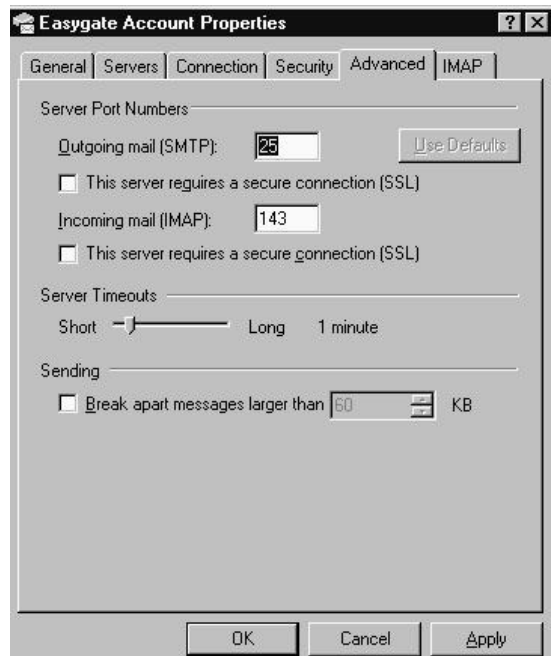 Easygate Account Properties
General Servers Connection Security Advanced IMAP
Server Port Numbers
Outgoing mail (SMTP): 25 Use Defaults
This server requires a secure connection (SSL)
Incoming mail (IMAP): 143
This server requires a secure connection (SSL)
Server Timeouts
Short Long 1 minute
Sending
Break apart messages larger than 60 KB
OK Cancel Apply